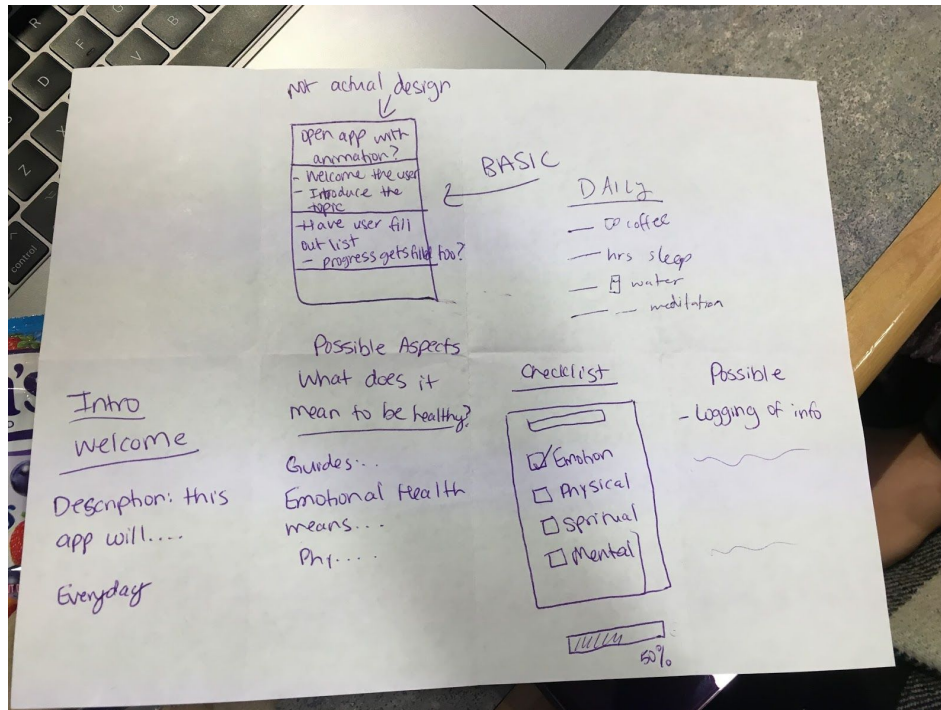 Not actual design
open app with
animation?
- Welcome the user
- Introduce the
topic
- Have user fill
out list
- progress gets filled too?
BASIC
DAILY
coffee
hrs sleep
water
meditation
Intro
Welcome
Description: this
app will....
Everyday
Possible Aspects
What does it
mean to be healthy?
Guides...
Emotional Health
means...
Phy....
Checklist
Emotion
Physical
Spritual
Mental
50%
Possible
- Logging of info
R
F
D
X
Z
control